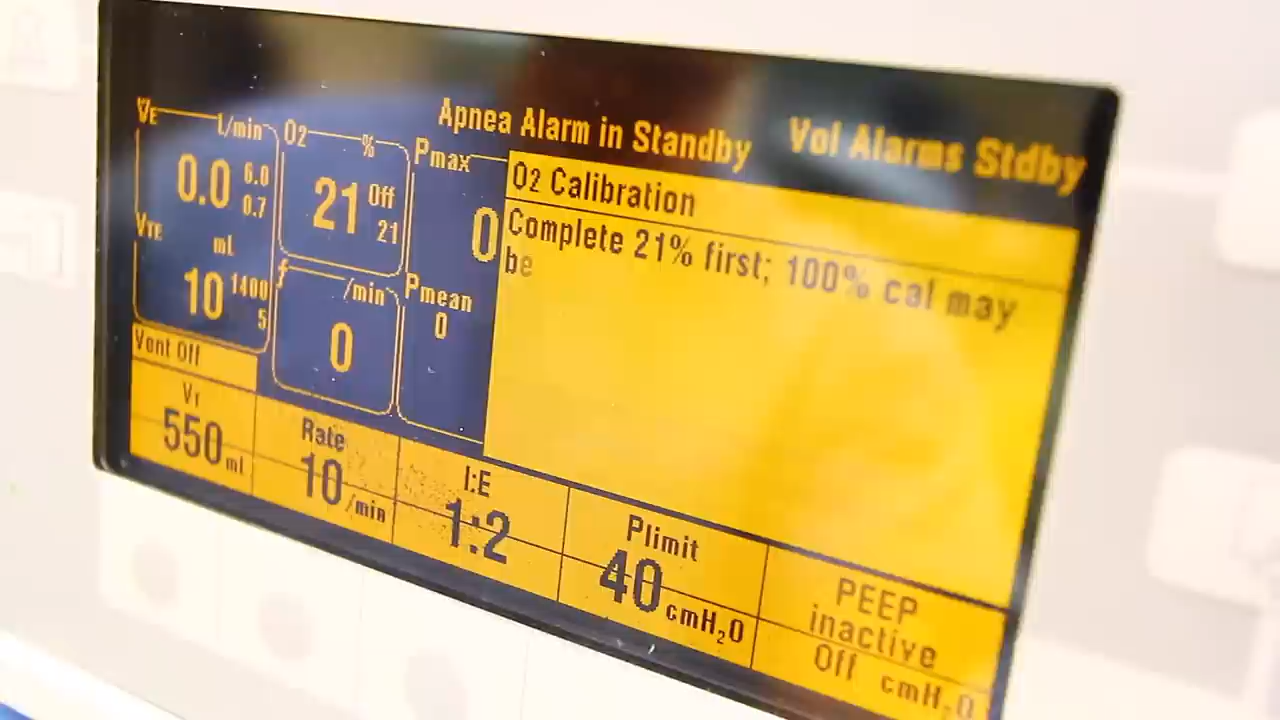 Apnea Alarm in Standby
Vol Alarms Stdby
V̇E l/min
0.0 6.0
0.7
O2 %
21 Off
21
Pmax
0
O2 Calibration
Complete 21% first; 100% cal may
be
VTE
mL
10 1400
5
f /min
0
Pmean
0
Vent Off
VT
550 ml
Rate
10 /min
I:E
1:2
Plimit
40 cmH₂O
PEEP
inactive
Off cmH₂O